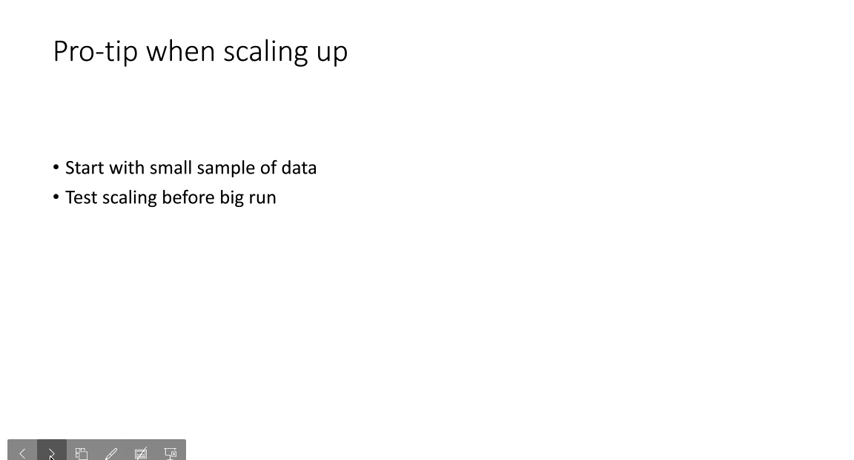 Pro-tip when scaling up
• Start with small sample of data
• Test scaling before big run